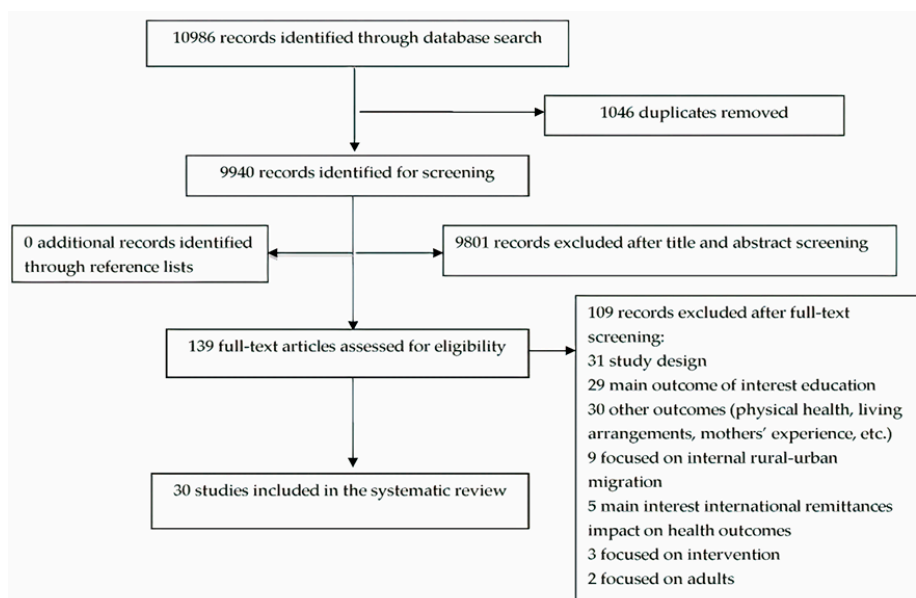 10986 records identified through database search
1046 duplicates removed
9940 records identified for screening
0 additional records identified
through reference lists
9801 records excluded after title and abstract screening
139 full-text articles assessed for eligibility
109 records excluded after full-text
screening:
31 study design
29 main outcome of interest education
30 other outcomes (physical health, living
arrangements, mothers' experience, etc.)
9 focused on internal rural-urban
migration
5 main interest international remittances
impact on health outcomes
3 focused on intervention
2 focused on adults
30 studies included in the systematic review